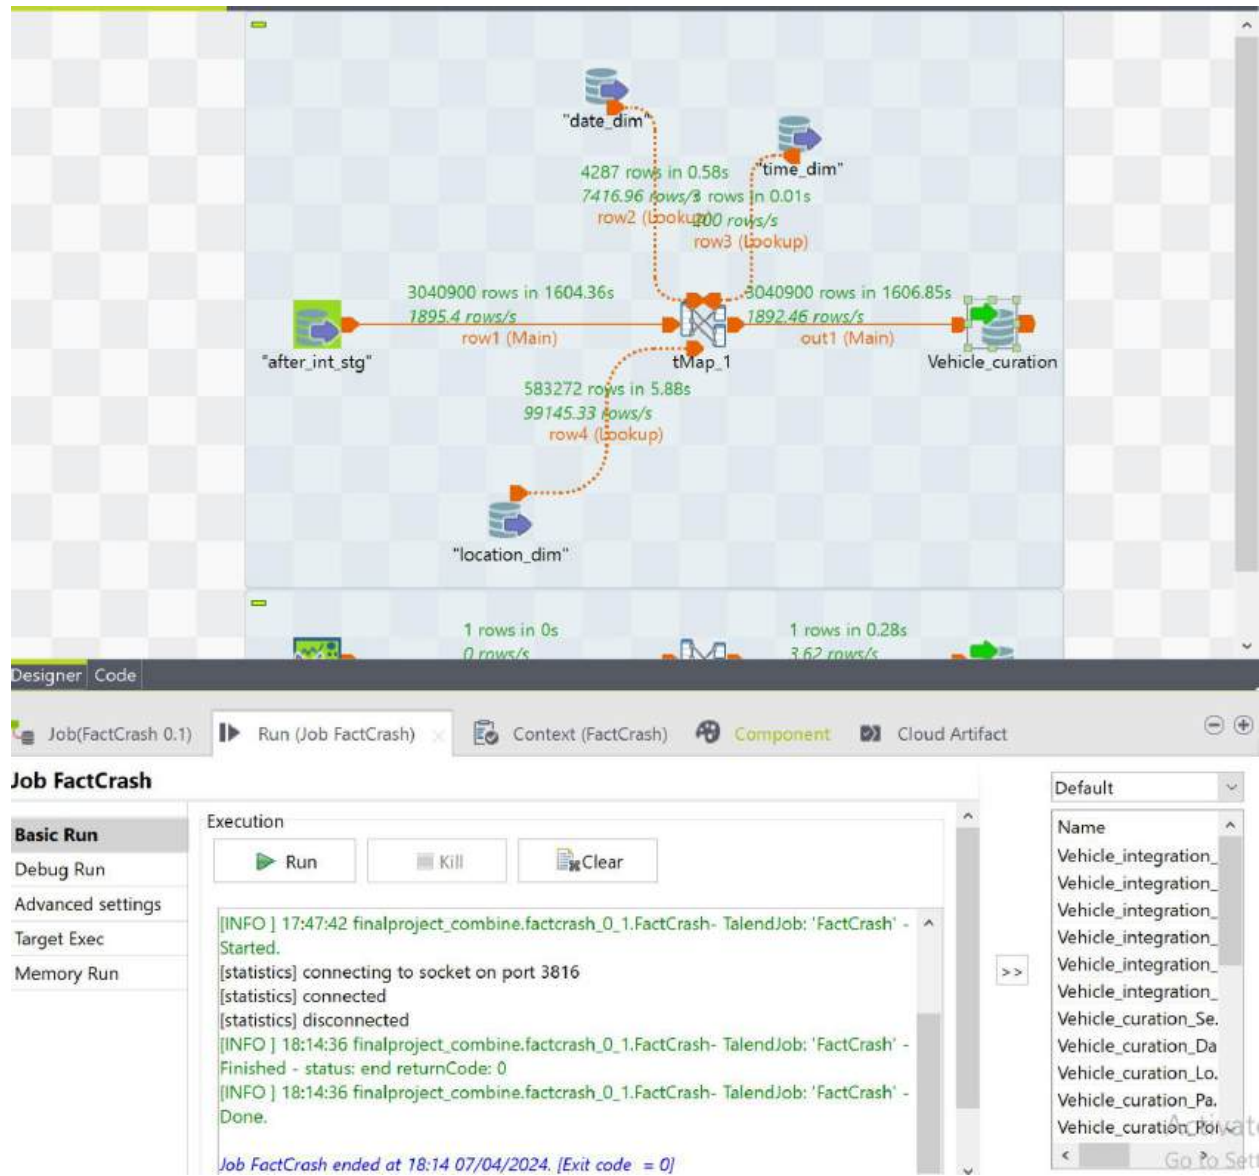 "date_dim"
"time_dim"
4287 rows in 0.58s
7416.96 rows/s
row2 (Lookup)
3 rows in 0.01s
200 rows/s
row3 (Lookup)
3040900 rows in 1604.36s
1895.4 rows/s
row1 (Main)
3040900 rows in 1606.85s
1892.46 rows/s
out1 (Main)
"after_int_stg"
tMap_1
Vehicle_curation
583272 rows in 5.88s
99145.33 rows/s
row4 (Lookup)
"location_dim"
1 rows in 0s
0 rows/s
1 rows in 0.28s
3.62 rows/s
Designer Code
Job(FactCrash 0.1) Run (Job FactCrash) Context (FactCrash) Component Cloud Artifact
Job FactCrash
Basic Run
Debug Run
Advanced settings
Target Exec
Memory Run
Execution
Run Kill Clear
[INFO ] 17:47:42 finalproject_combine.factcrash_0_1.FactCrash- TalendJob: 'FactCrash' -
Started.
[statistics] connecting to socket on port 3816
[statistics] connected
[statistics] disconnected
[INFO ] 18:14:36 finalproject_combine.factcrash_0_1.FactCrash- TalendJob: 'FactCrash' -
Finished - status: end returnCode: 0
[INFO ] 18:14:36 finalproject_combine.factcrash_0_1.FactCrash- TalendJob: 'FactCrash' -
Done.
Job FactCrash ended at 18:14 07/04/2024. [Exit code = 0]
>>
Default
Name
Vehicle_integration_
Vehicle_integration_
Vehicle_integration_
Vehicle_integration_
Vehicle_integration_
Vehicle_integration_
Vehicle_curation_Se.
Vehicle_curation_Da
Vehicle_curation_Lo.
Vehicle_curation_Pa.
Vehicle_curation_
Go to